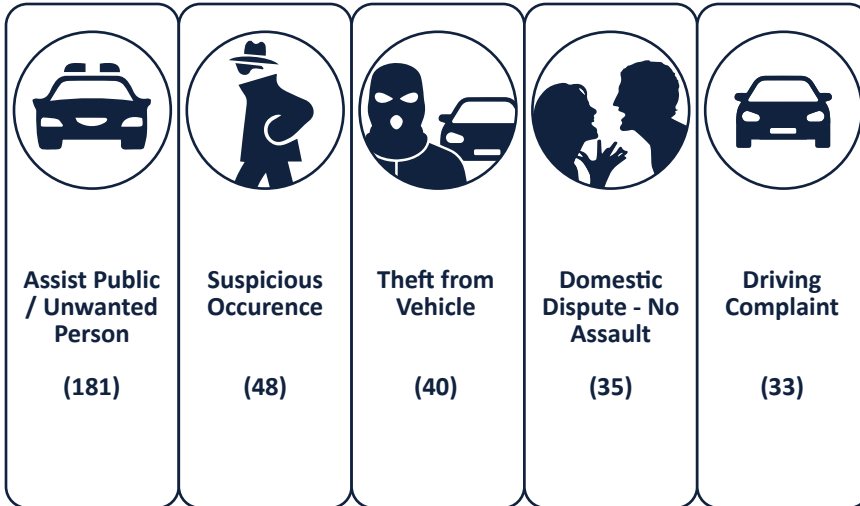 Assist Public
/ Unwanted
Person
(181)
Suspicious
Occurence
(48)
Theft from
Vehicle
(40)
Domestic
Dispute - No
Assault
(35)
Driving
Complaint
(33)